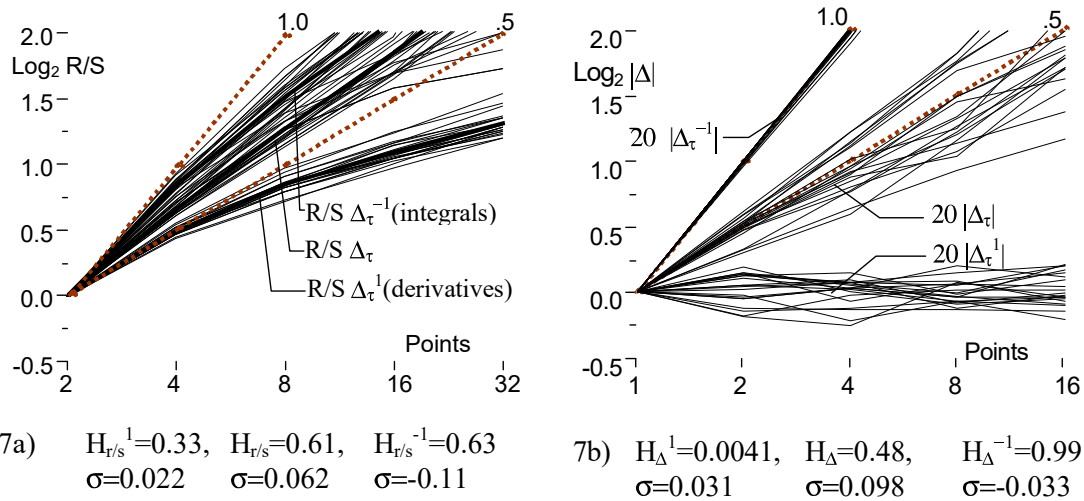 1.0
.5
2.0
Log₂ R/S
1.5
1.0
0.5
0.0
-0.5
R/S Δτ⁻¹(integrals)
R/S Δτ
R/S Δτ¹(derivatives)
Points
2 4 8 16 32
7a) Hr/s¹=0.33, Hr/s=0.61, Hr/s⁻¹=0.63
σ=0.022 σ=0.062 σ=-0.11
1.0
.5
2.0
Log₂ |Δ|
1.5
1.0
0.5
0.0
-0.5
20 |Δτ⁻¹|
20 |Δτ|
20 |Δτ¹|
Points
1 2 4 8 16
7b) HΔ¹=0.0041, HΔ=0.48, HΔ⁻¹=0.99
σ=0.031 σ=0.098 σ=-0.033